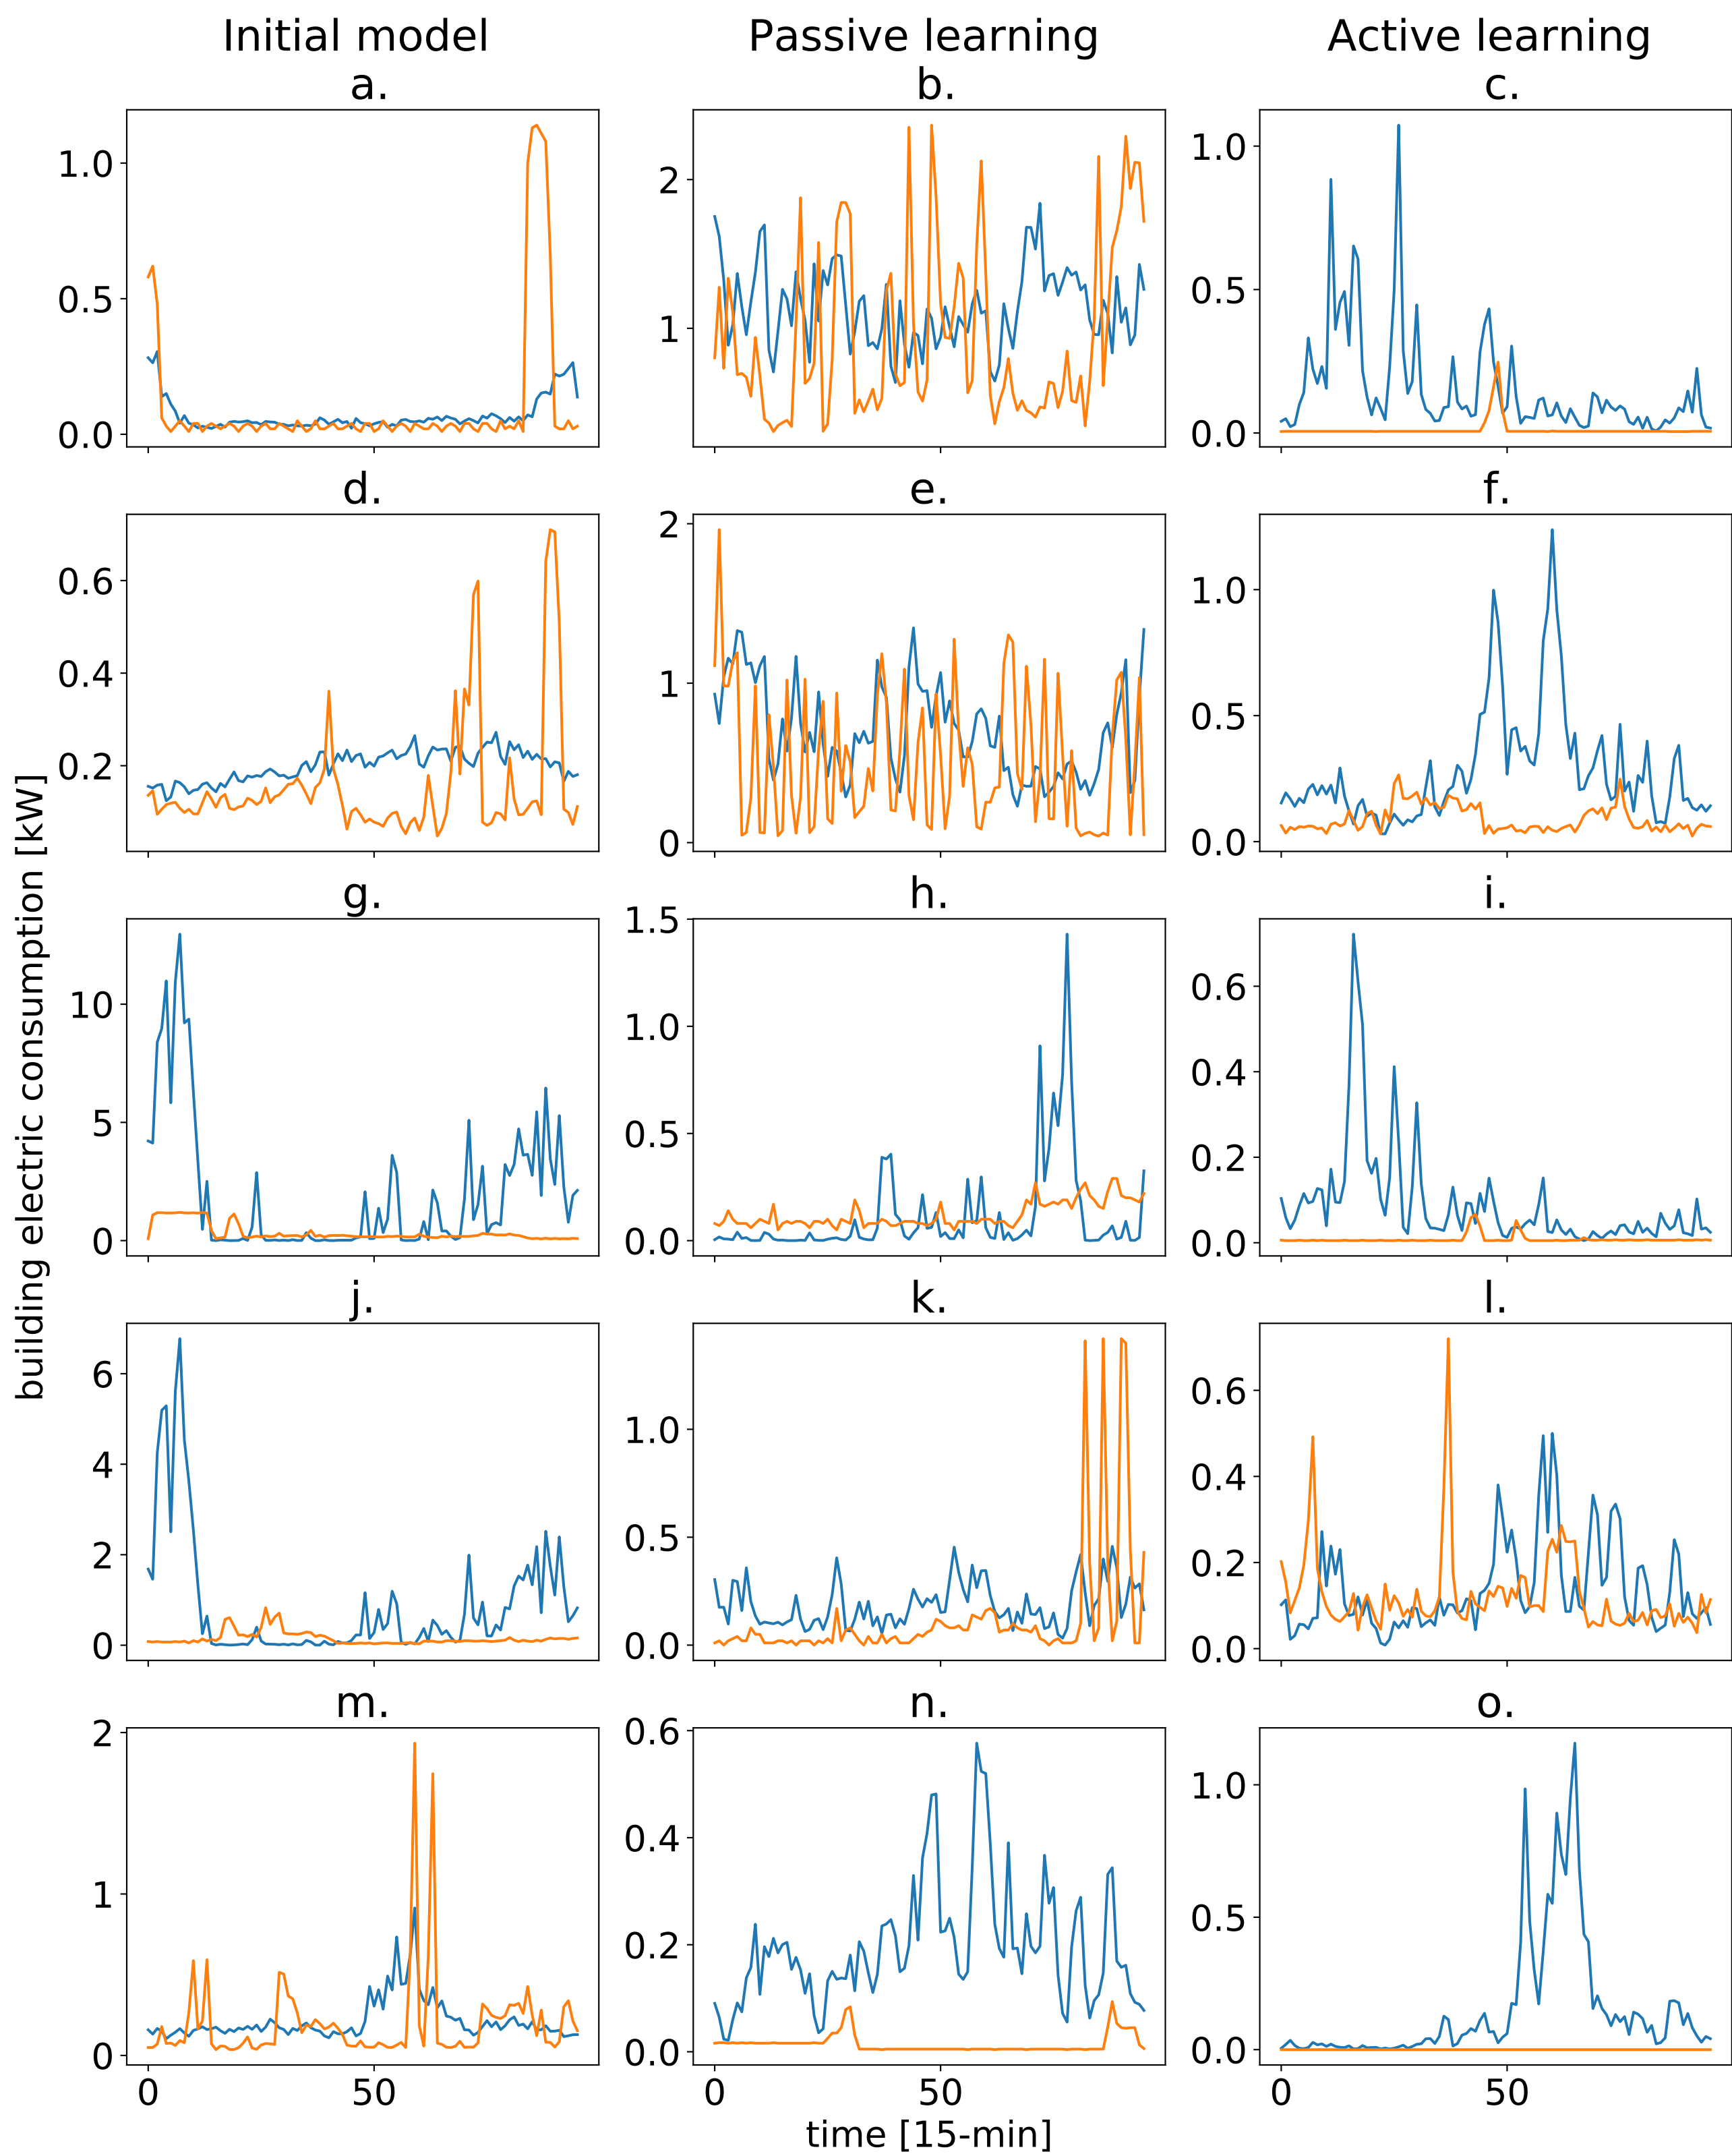 Initial model Passive learning Active learning
a. b. c.
1.0 2 1.0
0.5 1 0.5
0.0 0.0
d. e. f.
0.6 2 1.0
0.4 1 0.5
0.2 0 0.0
g. h. i.
10 1.5 0.6
5 1.0 0.4
0 0.5 0.2
0.0 0.0
building electric consumption [kW]
j. k. l.
6 1.0 0.6
4 0.5 0.4
2 0.0 0.2
0 0.0
m. n. o.
2 0.6 1.0
1 0.4 0.5
0 0.2 0.0
0.0
0 50 0 50 0 50
time [15-min]